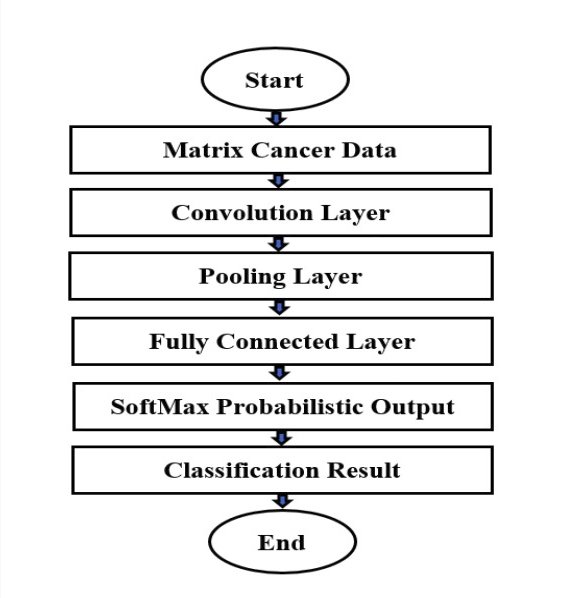 Start
Matrix Cancer Data
Convolution Layer
Pooling Layer
Fully Connected Layer
SoftMax Probabilistic Output
Classification Result
End